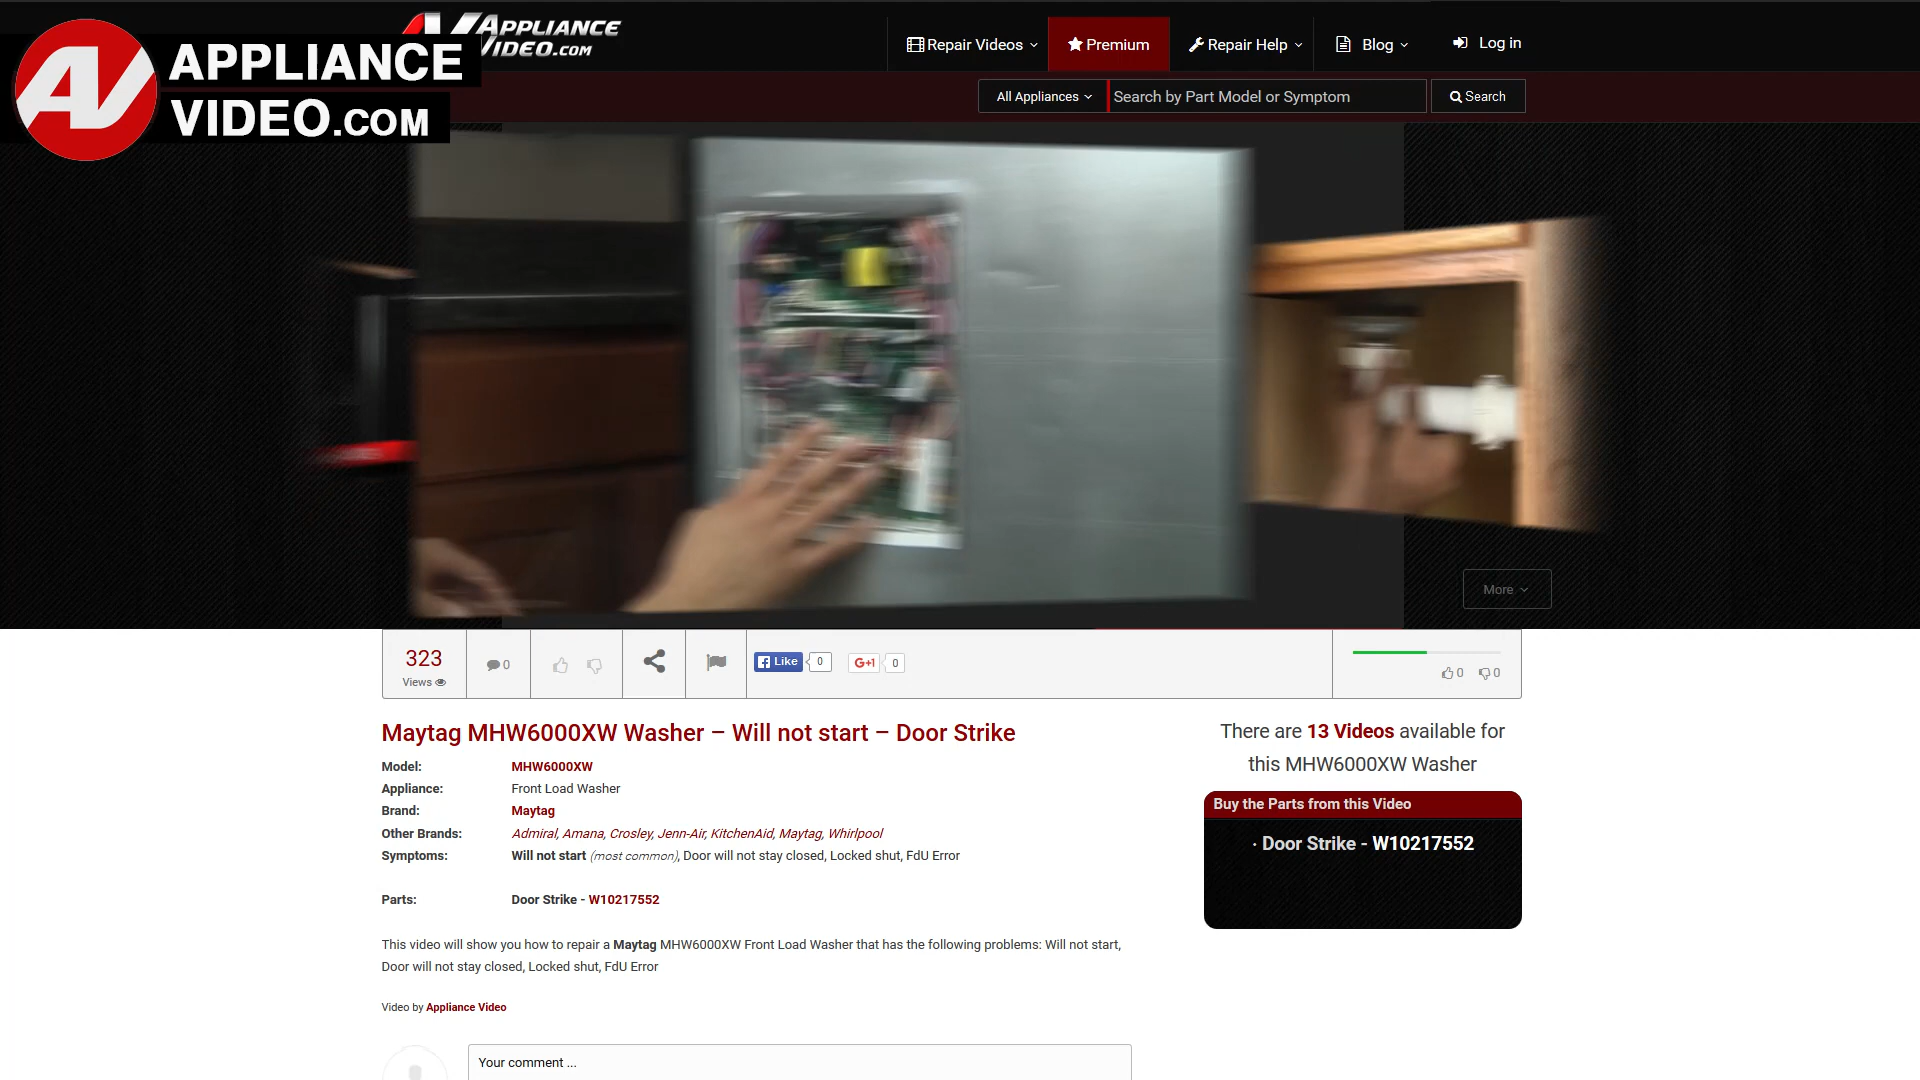 APPLIANCE
VIDEO.COM
APPLIANCE
VIDEO.COM
Repair Videos
Premium
Repair Help
Blog
Log in
All Appliances
Search by Part Model or Symptom
Search
More
323
Views
0
Like
0
G+1
0
0
0
Maytag MHW6000XW Washer – Will not start – Door Strike
Model: MHW6000XW
Appliance: Front Load Washer
Brand: Maytag
Other Brands: Admiral, Amana, Crosley, Jenn-Air, KitchenAid, Maytag, Whirlpool
Symptoms: Will not start (most common), Door will not stay closed, Locked shut, FdU Error
Parts: Door Strike - W10217552
This video will show you how to repair a Maytag MHW6000XW Front Load Washer that has the following problems: Will not start,
Door will not stay closed, Locked shut, FdU Error
Video by Appliance Video
Your comment ...
There are 13 Videos available for
this MHW6000XW Washer
Buy the Parts from this Video
· Door Strike - W10217552